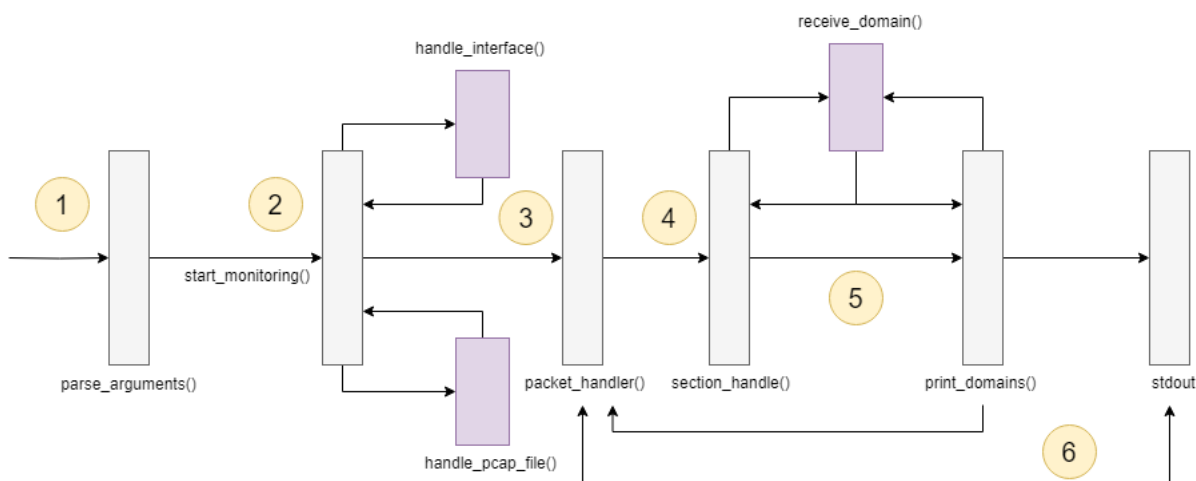 receive_domain()
handle_interface()
1
2
3
4
start_monitoring()
5
parse_arguments()
packet_handler()
section_handle()
print_domains()
stdout
handle_pcap_file()
6